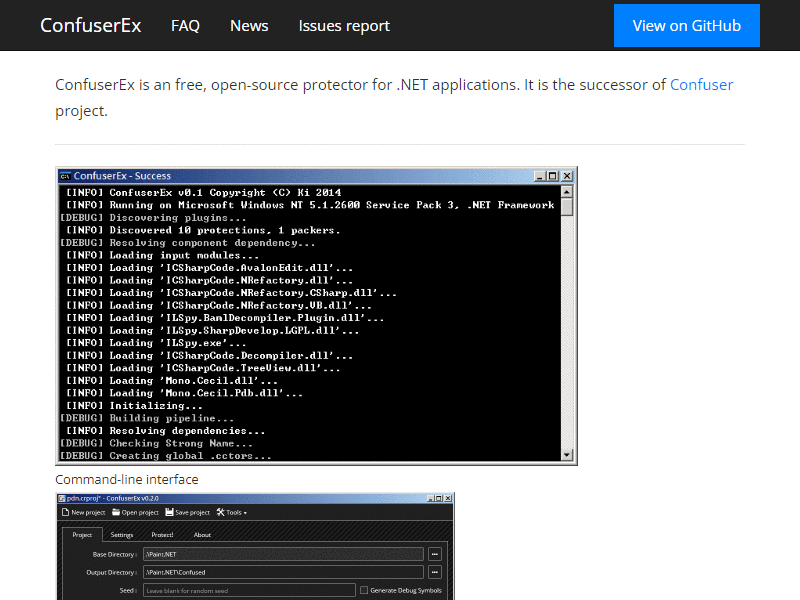 ConfuserEx FAQ News Issues report View on GitHub
ConfuserEx is an free, open-source protector for .NET applications. It is the successor of Confuser
project.
ConfuserEx - Success
[INFO] ConfuserEx v0.1 Copyright (C) Ki 2014
[INFO] Running on Microsoft Windows NT 5.1.2600 Service Pack 3, .NET Framework
[DEBUG] Discovering plugins...
[INFO] Discovered 10 protections, 1 packers.
[DEBUG] Resolving component dependency...
[INFO] Loading input modules...
[INFO] Loading 'ICSharpCode.AvalonEdit.dll'...
[INFO] Loading 'ICSharpCode.NRefactory.dll'...
[INFO] Loading 'ICSharpCode.NRefactory.CSharp.dll'...
[INFO] Loading 'ICSharpCode.NRefactory.VB.dll'...
[INFO] Loading 'ILSpy.BamlDecompiler.Plugin.dll'...
[INFO] Loading 'ILSpy.SharpDevelop.LGPL.dll'...
[INFO] Loading 'ILSpy.exe'...
[INFO] Loading 'ICSharpCode.Decompiler.dll'...
[INFO] Loading 'ICSharpCode.TreeView.dll'...
[INFO] Loading 'Mono.Cecil.dll'...
[INFO] Loading 'Mono.Cecil.Pdb.dll'...
[INFO] Initializing...
[DEBUG] Building pipeline...
[INFO] Resolving dependencies...
[DEBUG] Checking Strong Name...
[DEBUG] Creating global .cctors...
Command-line interface
pdn.crproj* - ConfuserEx v0.2.0
New project Open project Save project Tools
Project Settings Protect! About
Base Directory : .\Paint.NET ...
Output Directory : .\Paint.NET\Confused ...
Seed : Leave blank for random seed Generate Debug Symbols